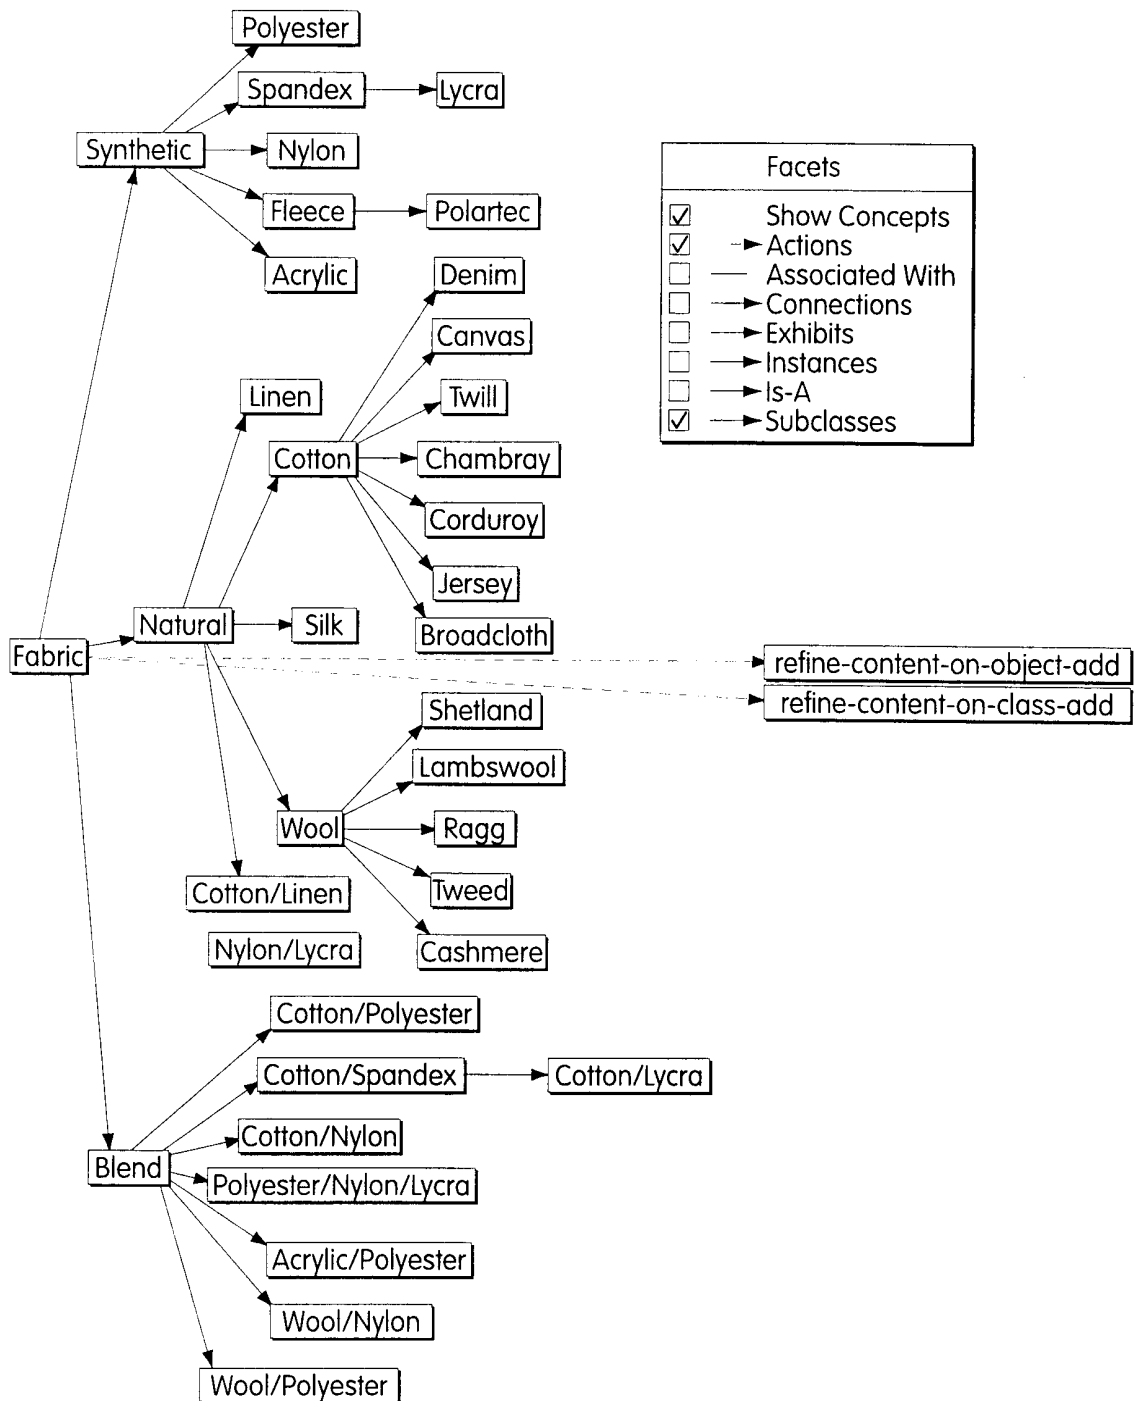 Polyester
Spandex
Lycra
Synthetic
Nylon
Fleece
Polartec
Acrylic
Denim
Canvas
Linen
Twill
Cotton
Chambray
Corduroy
Jersey
Natural
Silk
Broadcloth
Fabric
Shetland
Lambswool
Wool
Ragg
Tweed
Cotton/Linen
Cashmere
Nylon/Lycra
Cotton/Polyester
Cotton/Spandex
Cotton/Lycra
Cotton/Nylon
Blend
Polyester/Nylon/Lycra
Acrylic/Polyester
Wool/Nylon
Wool/Polyester
Facets
Show Concepts
Actions
Associated With
Connections
Exhibits
Instances
Is-A
Subclasses
refine-content-on-object-add
refine-content-on-class-add